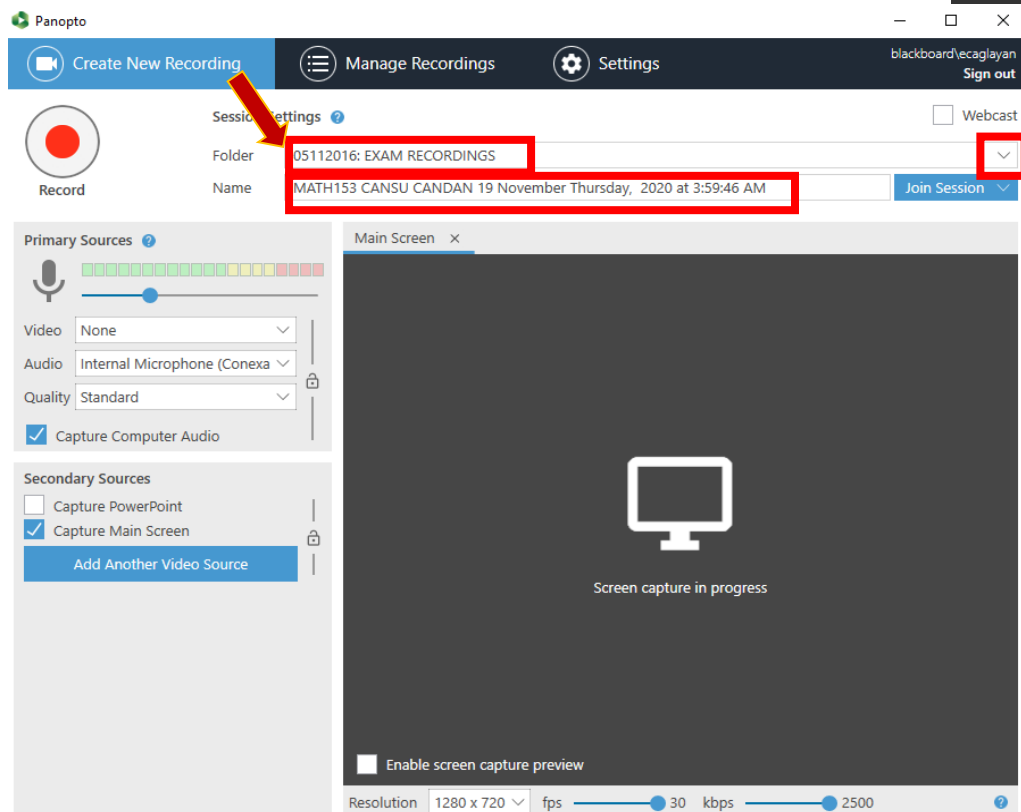 Panopto
Create New Recording
Manage Recordings
Settings
blackboard\ecaglayan
Sign out
Session Settings
Webcast
Folder 05112016: EXAM RECORDINGS
Record
Name MATH153 CANSU CANDAN 19 November Thursday, 2020 at 3:59:46 AM
Join Session
Primary Sources
Main Screen
Video None
Audio Internal Microphone (Conexa
Quality Standard
Capture Computer Audio
Secondary Sources
Capture PowerPoint
Capture Main Screen
Add Another Video Source
Screen capture in progress
Enable screen capture preview
Resolution 1280 x 720 fps 30 kbps 2500